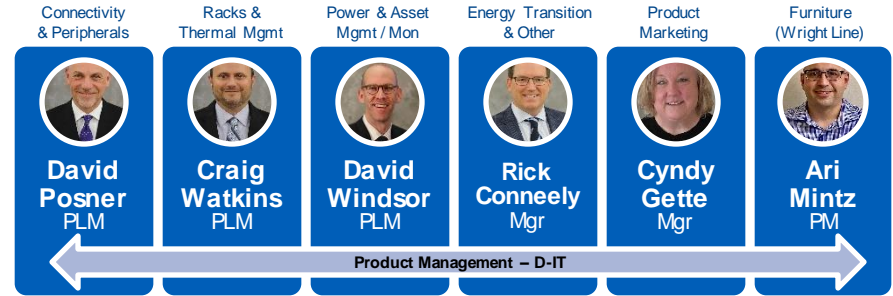 Connectivity
& Peripherals
Racks &
Thermal Mgmt
Power & Asset
Mgmt / Mon
Energy Transition
& Other
Product
Marketing
Furniture
(Wright Line)
David
Posner
PLM
Craig
Watkins
PLM
David
Windsor
PLM
Rick
Conneely
Mgr
Cyndy
Gette
Mgr
Ari
Mintz
PM
Product Management – D-IT